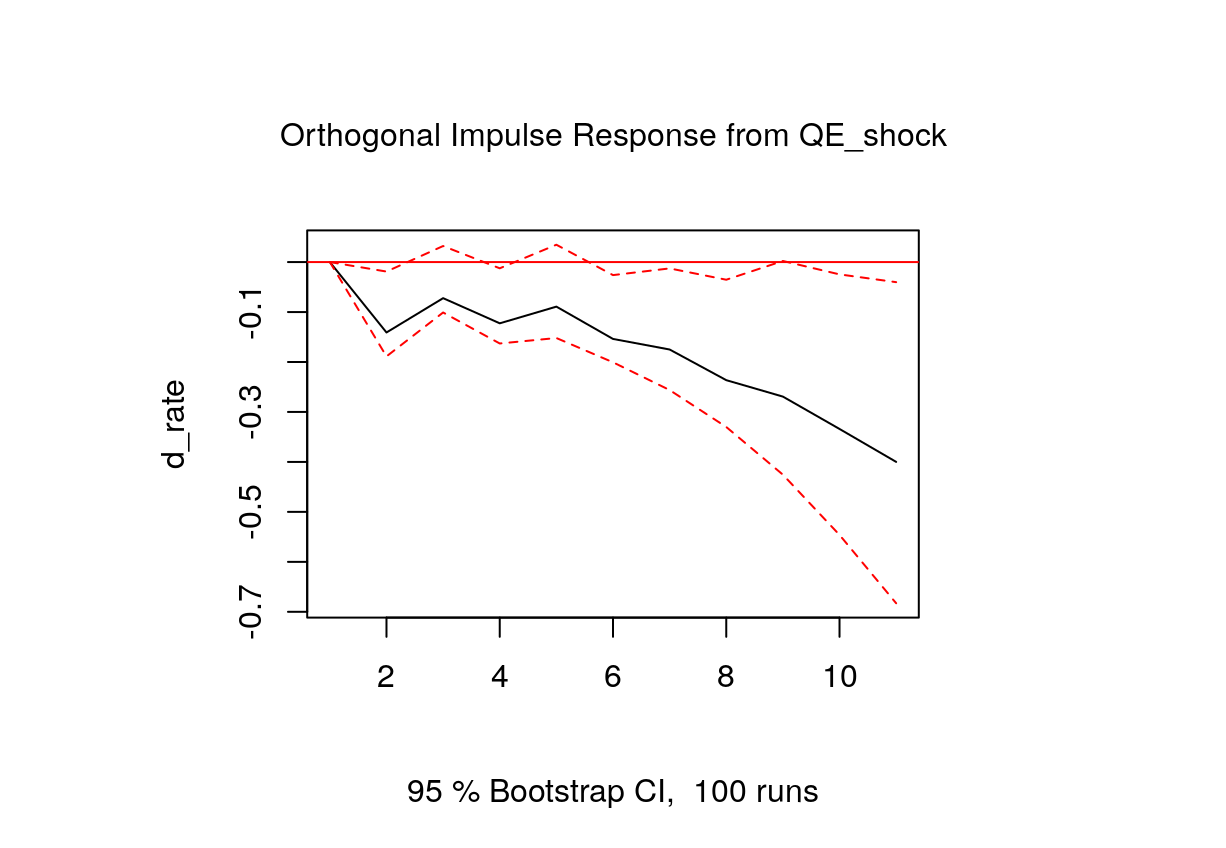 Orthogonal Impulse Response from QE_shock
d_rate
-0.1
-0.3
-0.5
-0.7
2 4 6 8 10
95 % Bootstrap CI,  100 runs